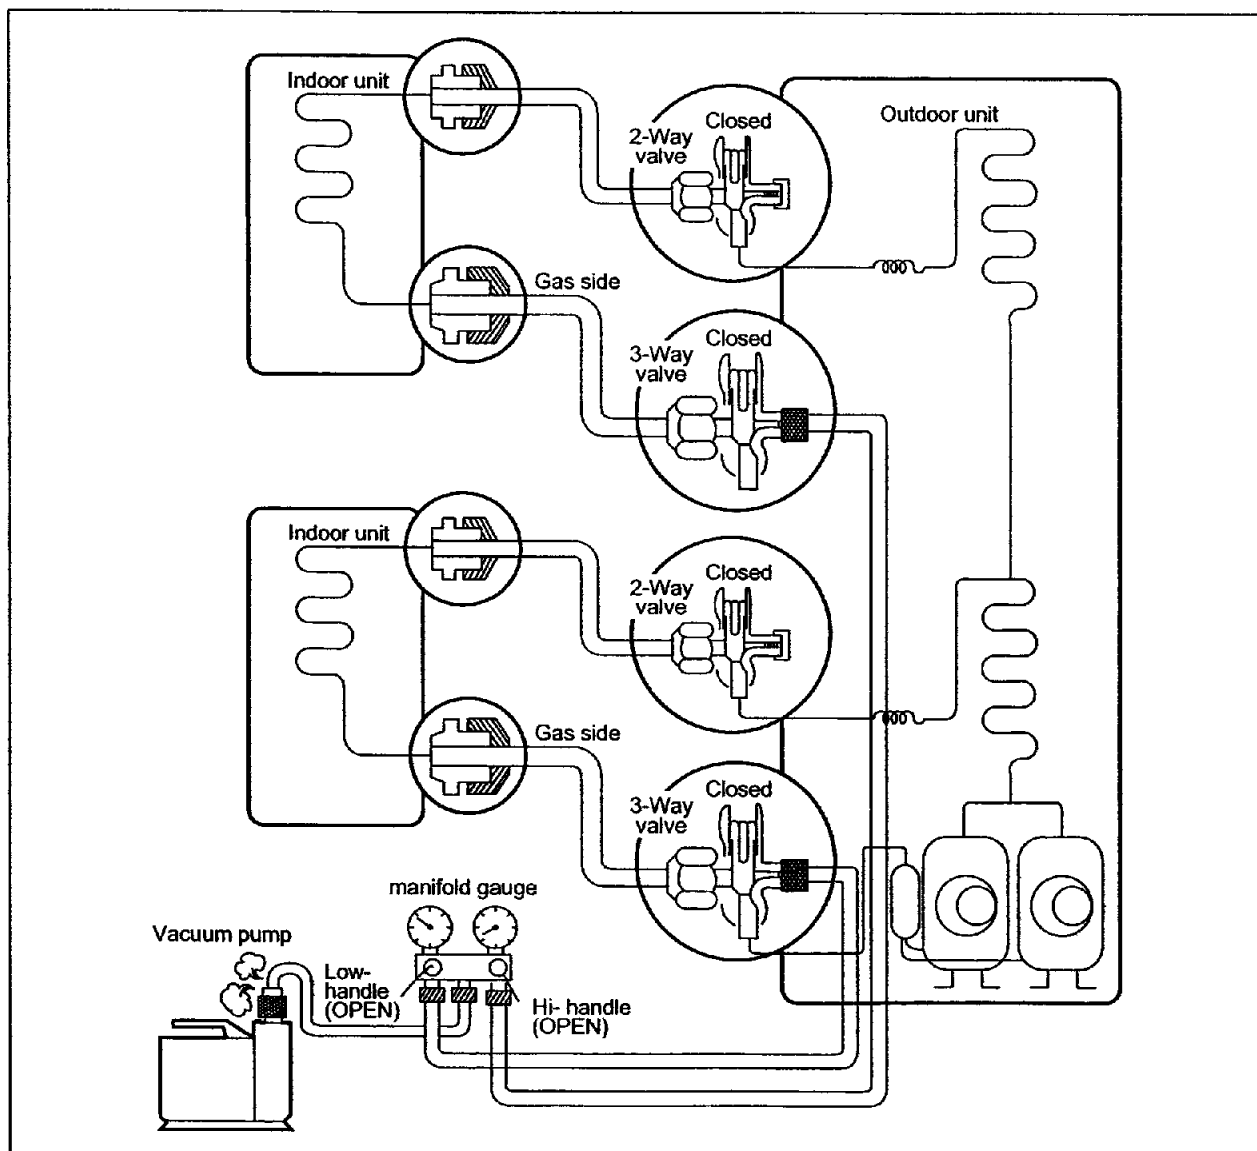 Indoor unit
2-Way
valve
Closed
Outdoor unit
Gas side
3-Way
valve
Closed
Indoor unit
2-Way
valve
Closed
Gas side
3-Way
valve
Closed
manifold gauge
Vacuum pump
Low-
handle
(OPEN)
Hi- handle
(OPEN)